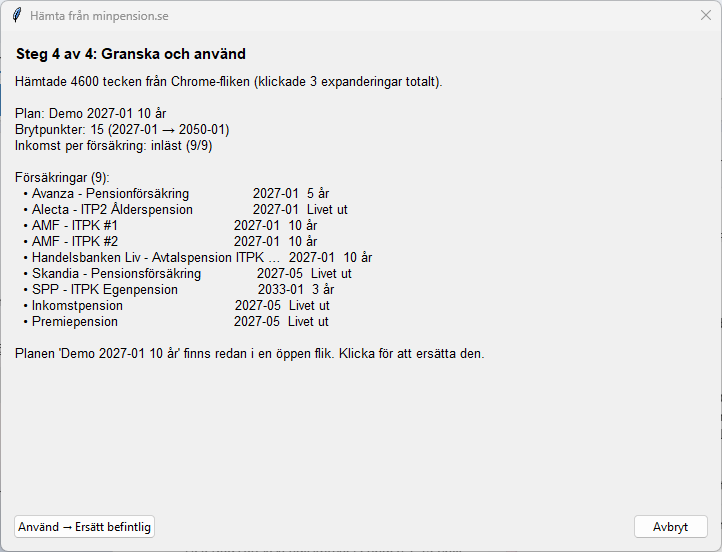 Hämta från minpension.se
Steg 4 av 4: Granska och använd
Hämtade 4600 tecken från Chrome-fliken (klickade 3 expanderingar totalt).
Plan: Demo 2027-01 10 år
Brytpunkter: 15 (2027-01 → 2050-01)
Inkomst per försäkring: inläst (9/9)
Försäkringar (9):
• Avanza - Pensionförsäkring 2027-01 5 år
• Alecta - ITP2 Ålderspension 2027-01 Livet ut
• AMF - ITPK #1 2027-01 10 år
• AMF - ITPK #2 2027-01 10 år
• Handelsbanken Liv - Avtalspension ITPK ... 2027-01 10 år
• Skandia - Pensionsförsäkring 2027-05 Livet ut
• SPP - ITPK Egenpension 2033-01 3 år
• Inkomstpension 2027-05 Livet ut
• Premiepension 2027-05 Livet ut
Planen 'Demo 2027-01 10 år' finns redan i en öppen flik. Klicka för att ersätta den.
Använd → Ersätt befintlig
Avbryt